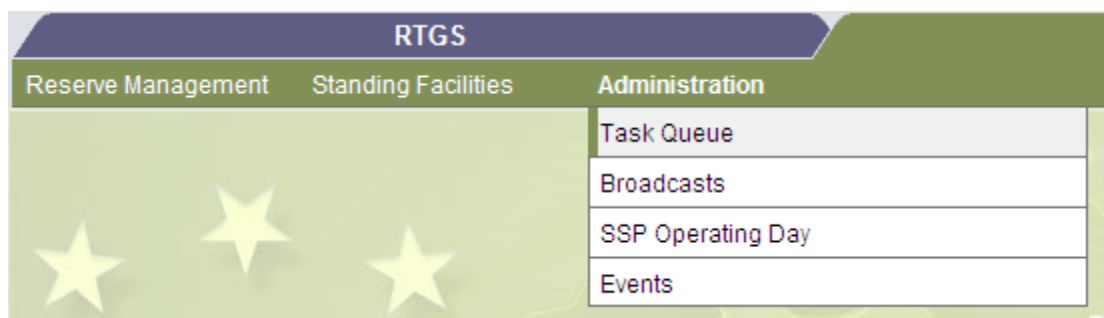 RTGS
Reserve Management Standing Facilities Administration
Task Queue
Broadcasts
SSP Operating Day
Events